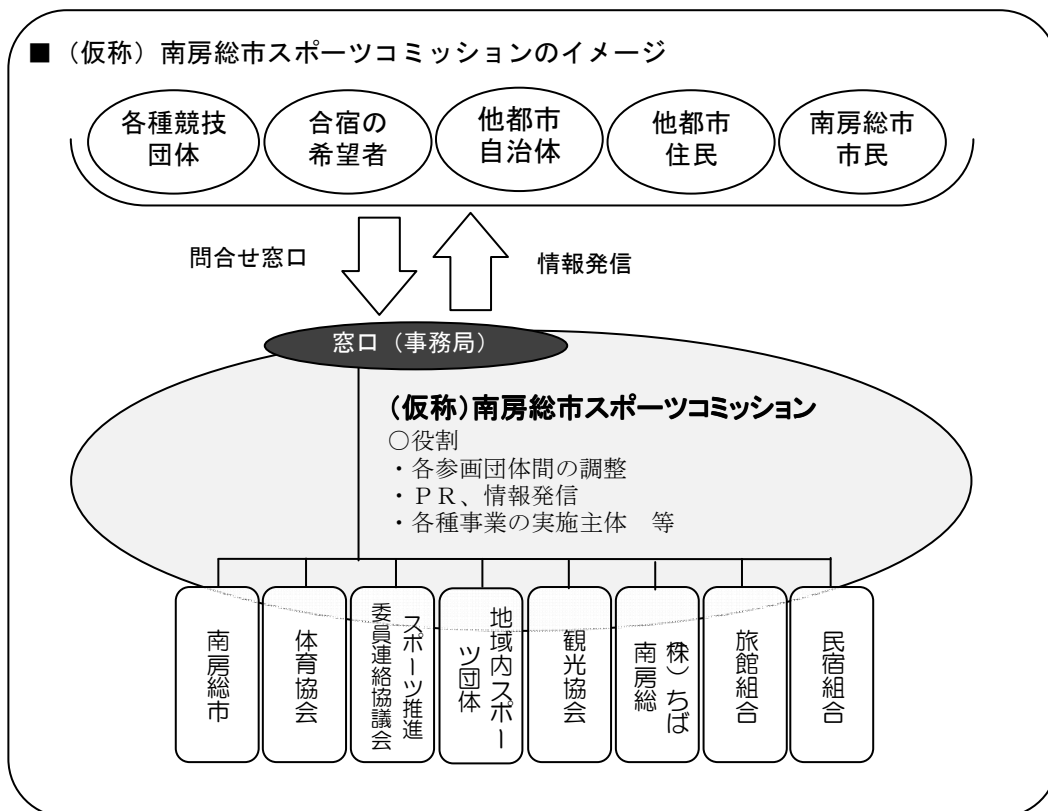 ■（仮称）南房総市スポーツコミッションのイメージ
各種競技
団体
合宿の
希望者
他都市
自治体
他都市
住民
南房総市
市民
問合せ窓口
情報発信
窓口（事務局）
（仮称）南房総市スポーツコミッション
○役割
・各参画団体間の調整
・ＰＲ、情報発信
・各種事業の実施主体　等
南房総市
体育協会
スポーツ推進
委員連絡協議会
地域内スポー
ツ団体
観光協会
（株）ちば
南房総
旅館組合
民宿組合